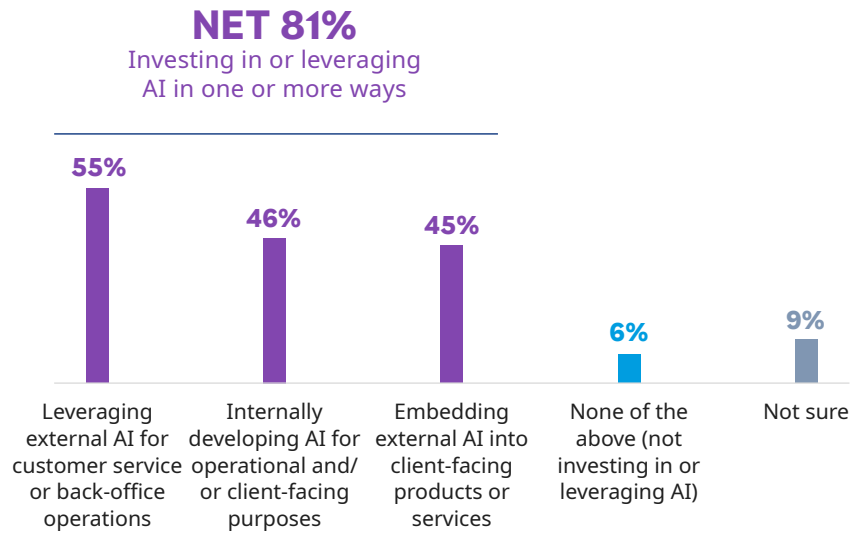 NET 81%
Investing in or leveraging
AI in one or more ways
55%
46%
45%
6%
9%
Leveraging
external AI for
customer service
or back-office
operations
Internally
developing AI for
operational and/
or client-facing
purposes
Embedding
external AI into
client-facing
products or
services
None of the
above (not
investing in or
leveraging AI)
Not sure